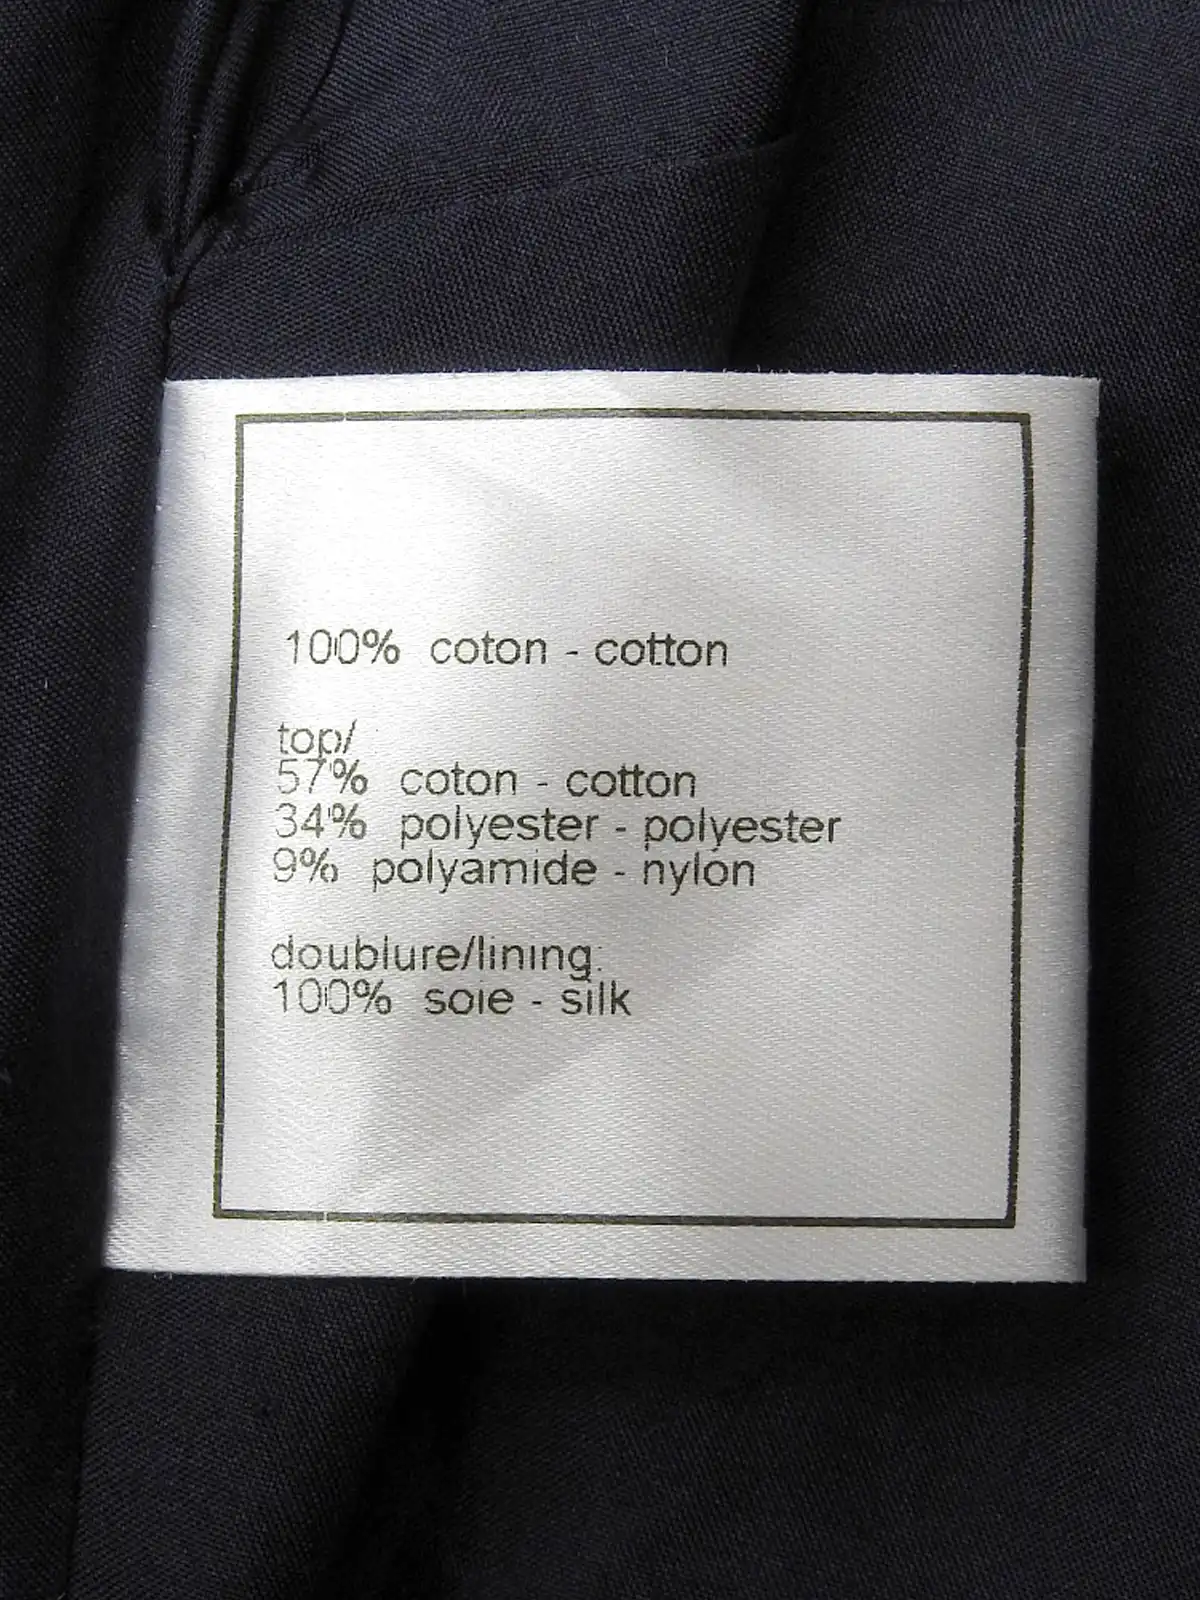 100% coton - cotton
top/
57% coton - cotton
34% polyester - polyester
9% polyamide - nylon
doublure/lining:
100% soie - silk